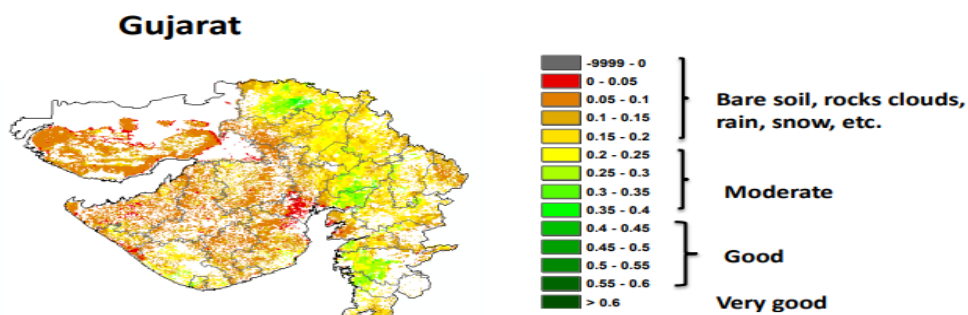 Gujarat
-9999 - 0
0 - 0.05
0.05 - 0.1
0.1 - 0.15
0.15 - 0.2
0.2 - 0.25
0.25 - 0.3
0.3 - 0.35
0.35 - 0.4
0.4 - 0.45
0.45 - 0.5
0.5 - 0.55
0.55 - 0.6
> 0.6
Bare soil, rocks clouds,
rain, snow, etc.
Moderate
Good
Very good